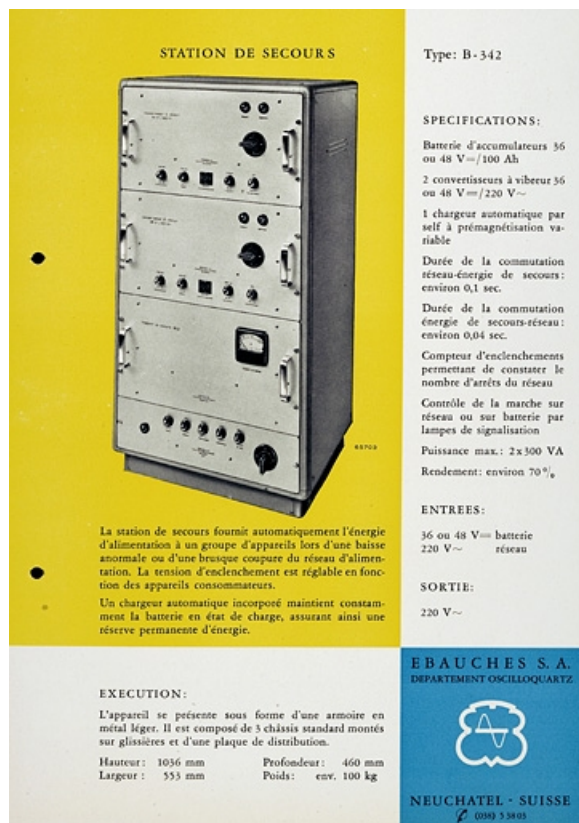 STATION DE SECOURS
65703
La station de secours fournit automatiquement l'énergie
d'alimentation à un groupe d'appareils lors d'une baisse
anormale ou d'une brusque coupure du réseau d'alimen-
tation. La tension d'enclenchement est réglable en fonc-
tion des appareils consommateurs.
Un chargeur automatique incorporé maintient constam-
ment la batterie en état de charge, assurant ainsi une
réserve permanente d'énergie.
Type: B-342
SPECIFICATIONS:
Batterie d'accumulateurs 36
ou 48 V=/100 Ah
2 convertisseurs à vibreur 36
ou 48 V=/220 V~
1 chargeur automatique par
self à prémagnétisation va-
riable
Durée de la commutation
réseau-énergie de secours:
environ 0,1 sec.
Durée de la commutation
énergie de secours-réseau:
environ 0,04 sec.
Compteur d'enclenchements
permettant de constater le
nombre d'arrêts du réseau
Contrôle de la marche sur
réseau ou sur batterie par
lampes de signalisation
Puissance max.: 2x300 VA
Rendement: environ 70%
ENTREES:
36 ou 48 V= batterie
220 V~ réseau
SORTIE:
220 V~
EXECUTION:
L'appareil se présente sous forme d'une armoire en
métal léger. Il est composé de 3 châssis standard montés
sur glissières et d'une plaque de distribution.
Hauteur: 1036 mm Profondeur: 460 mm
Largeur: 553 mm Poids: env. 100 kg
EBAUCHES S.A.
DEPARTEMENT OSCILLOQUARTZ
NEUCHATEL - SUISSE
(038) 5 38 03